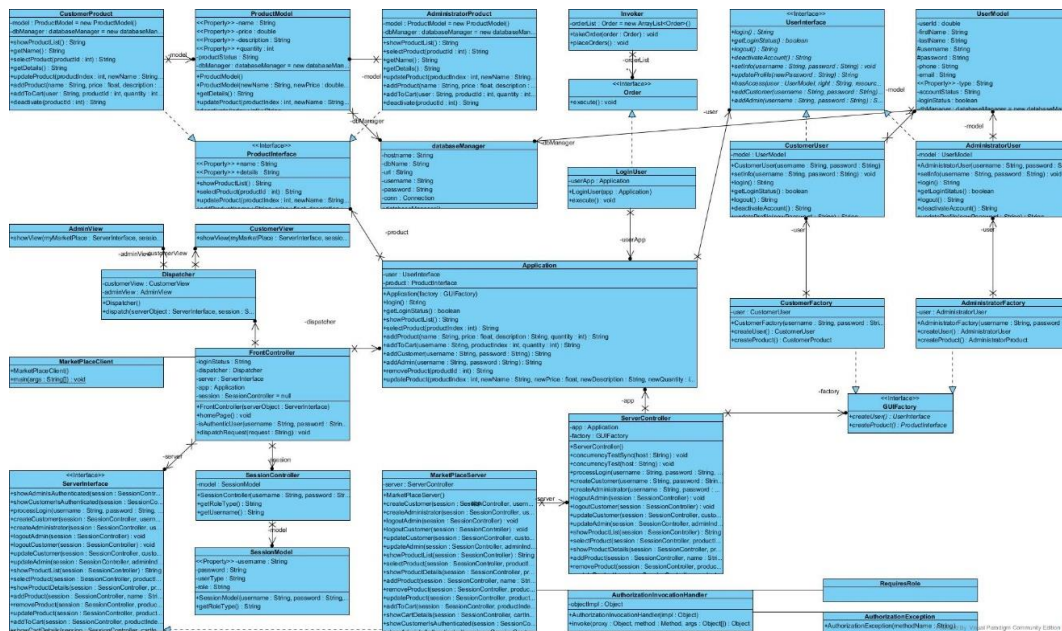 CustomerProduct
-model : ProductModel = new ProductModel()
-dbManager : databaseManager = new databaseMan...
+showProductList() : String
+getName() : String
+selectProduct(productId : int) : String
+getDetails() : String
+updateProduct(productIndex : int, newName : String...
+addProduct(name : String, price : float, description : ...
+addToCart(user : String, productId : int, quantity : int...
+deactivate(productId : int) : String
ProductModel
<<Property>> -name : String
<<Property>> -price : double
<<Property>> -description : String
<<Property>> -quantity : int
-productStatus : String
-dbManager : databaseManager = new databaseMan...
+ProductModel()
+ProductModel(newName : String, newPrice : double...
+getDetails() : String
+updateProduct(productIndex : int, newName : String...
AdministratorProduct
-model : ProductModel = new ProductModel()
-dbManager : databaseManager = new databaseMan...
+showProductList() : String
+selectProduct(productId : int) : String
+getName() : String
+getDetails() : String
+updateProduct(productIndex : int, newName : String...
+addProduct(name : String, price : float, description : ...
+addToCart(user : String, productId : int, quantity : int...
+deactivate(productId : int) : String
Invoker
-orderList : Order = new ArrayList<Order>()
+takeOrder(order : Order) : void
+placeOrders() : void
-orderList
<<Interface>>
Order
+execute() : void
<<Interface>>
UserInterface
+login() : String
+getLoginStatus() : boolean
+logout() : String
+deactivateAccount() : String
+setInfo(username : String, password : String) : void
+updateProfile(newPassword : String) : String
+addCustomer(username : String, password : String)...
+addAdmin(username : String, password : String) : S...
UserModel
-userId : double
-firstName : String
-lastName : String
#username : String
#password : String
-phone : String
-email : String
<<Property>> -type : String
-accountStatus : String
-loginStatus : boolean
-model
-model
-dbManager
-user
-model
-model
-dbManager
<<Interface>>
ProductInterface
<<Property>> +name : String
<<Property>> +details : String
+showProductList() : String
+selectProduct(productId : int) : String
+updateProduct(productIndex : int, newName : String...
databaseManager
-hostname : String
-dbName : String
-url : String
-username : String
-password : String
-conn : Connection
LoginUser
-userApp : Application
+LoginUser(app : Application)
+execute() : void
CustomerUser
-model : UserModel
+CustomerUser(username : String, password : String)
+setInfo(username : String, password : String) : void
+login() : String
+getLoginStatus() : boolean
+logout() : String
+deactivateAccount() : String
AdministratorUser
-model : UserModel
+AdministratorUser(username : String, password : St...
+setInfo(username : String, password : String) : void
+login() : String
+getLoginStatus() : boolean
+logout() : String
+deactivateAccount() : String
AdminView
+showView(myMarketPlace : ServerInterface, sessio...
CustomerView
+showView(myMarketPlace : ServerInterface, sessio...
-adminView
-customerView
-product
-userApp
-user
-user
Dispatcher
-customerView : CustomerView
-adminView : AdminView
+Dispatcher()
+dispatch(serverObject : ServerInterface, session : S...
-dispatcher
Application
-user : UserInterface
-product : ProductInterface
+Application(factory : GUIFactory)
+login() : String
+getLoginStatus() : boolean
+showProductList() : String
+selectProduct(productIndex : int) : String
+addProduct(name : String, price : float, description : String, quantity : int) : String
+addToCart(username : String, productIndex : int, quantity : int) : String
+addCustomer(username : String, password : String) : String
+addAdmin(username : String, password : String) : String
+removeProduct(productId : int) : String
+updateProduct(productIndex : int, newName : String, newPrice : float, newDescription : String, newQuantity : i...
CustomerFactory
-user : CustomerUser
+CustomerFactory(username : String, password : Stri...
+createUser() : CustomerUser
+createProduct() : CustomerProduct
AdministratorFactory
-user : AdministratorUser
+AdministratorFactory(username : String, password : ...
+createUser() : AdministratorUser
+createProduct() : AdministratorProduct
MarketPlaceClient
+MarketPlaceClient()
+main(args : String[]) : void
FrontController
-loginStatus : String
-dispatcher : Dispatcher
-server : ServerInterface
-app : Application
-session : SessionController = null
+FrontController(serverObject : ServerInterface)
+homePage() : void
-isAuthenticUser(username : String, password : Strin...
+dispatchRequest(request : String) : void
-app
-factory
<<Interface>>
GUIFactory
+createUser() : UserInterface
+createProduct() : ProductInterface
-server
-session
ServerController
-app : Application
-factory : GUIFactory
+ServerController()
+concurrencyTestSync(host : String) : void
+concurrencyTest(host : String) : void
+processLogin(username : String, password : String, ...
+createCustomer(username : String, password : Strin...
+createAdministrator(username : String, password : ...
+logoutAdmin(session : SessionController) : void
+logoutCustomer(session : SessionController) : void
+updateCustomer(session : SessionController, custo...
+updateAdmin(session : SessionController, adminInd...
+showProductList(session : SessionController) : String
+selectProduct(session : SessionController, product...
+showProductDetails(session : SessionController, pr...
+addProduct(session : SessionController, name : Stri...
+removeProduct(session : SessionController, produc...
<<Interface>>
ServerInterface
+showAdminIsAuthenticated(session : SessionContr...
+showCustomerIsAuthenticated(session : SessionCo...
+processLogin(username : String, password : String, ...
+createCustomer(session : SessionController, usern...
+createAdministrator(session : SessionController, us...
+logoutAdmin(session : SessionController) : void
+logoutCustomer(session : SessionController) : void
+updateCustomer(session : SessionController, custo...
+updateAdmin(session : SessionController, adminInd...
+showProductList(session : SessionController) : String
+selectProduct(session : SessionController, product...
+showProductDetails(session : SessionController, pr...
+addProduct(session : SessionController, name : Stri...
+removeProduct(session : SessionController, produc...
+updateProduct(session : SessionController, product...
+addToCart(session : SessionController, productInde...
+showCartDetails(session : SessionController, cartIn...
SessionController
-model : SessionModel
+SessionController(username : String, password : Str...
+getRoleType() : String
+getUsername() : String
-model
SessionModel
<<Property>> -username : String
-password : String
-userType : String
-role : String
+SessionModel(username : String, password : String...
+getRoleType() : String
MarketPlaceServer
-server : ServerController
+MarketPlaceServer()
+createCustomer(session : SessionController, usern...
+createAdministrator(session : SessionController, us...
+logoutAdmin(session : SessionController) : void
+logoutCustomer(session : SessionController) : void
+updateCustomer(session : SessionController, custo...
+updateAdmin(session : SessionController, adminInd...
+showProductList(session : SessionController) : String
+selectProduct(session : SessionController, product...
+showProductDetails(session : SessionController, pr...
+addProduct(session : SessionController, name : Stri...
+removeProduct(session : SessionController, produc...
+updateProduct(session : SessionController, product...
+addToCart(session : SessionController, productInde...
+showCartDetails(session : SessionController, cartIn...
+showCustomerIsAuthenticated(session : SessionCo...
-server
AuthorizationInvocationHandler
-objectImpl : Object
+AuthorizationInvocationHandler(impl : Object)
+invoke(proxy : Object, method : Method, args : Object[]) : Object
RequiresRole
AuthorizationException
+AuthorizationException(methodName : String)
Visual Paradigm Community Edition